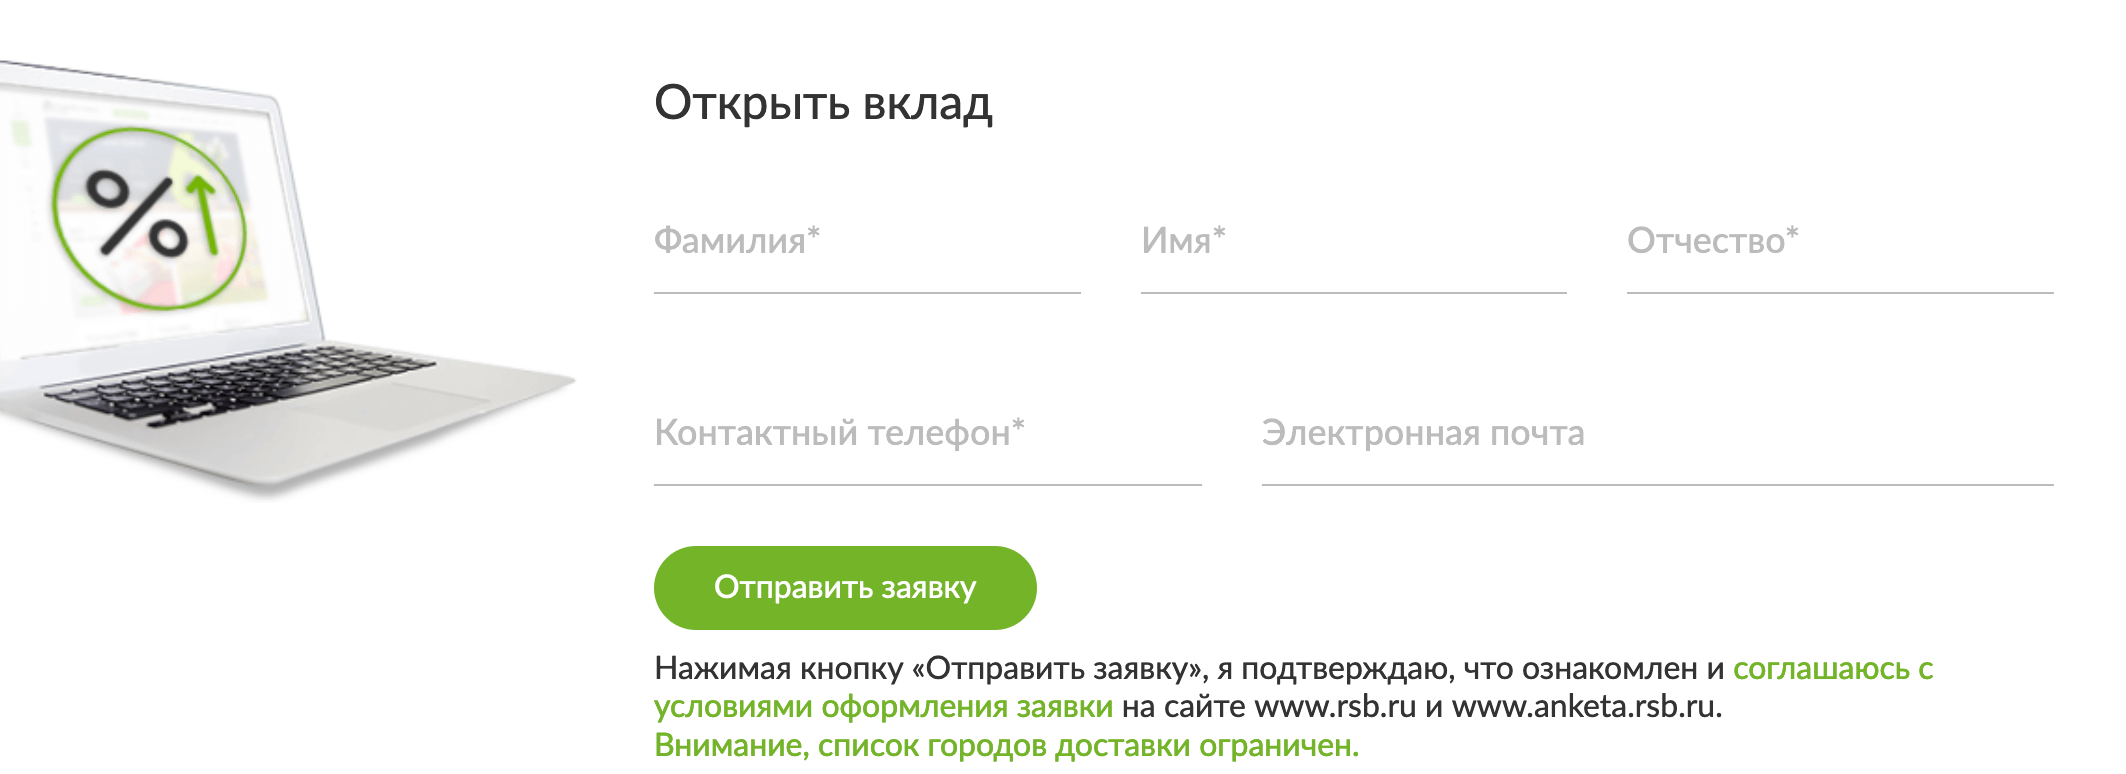 Открыть вклад
Фамилия*
Имя*
Отчество*
Контактный телефон*
Электронная почта
Отправить заявку
Нажимая кнопку «Отправить заявку», я подтверждаю, что ознакомлен и соглашаюсь с
условиями оформления заявки на сайте www.rsb.ru и www.anketa.rsb.ru.
Внимание, список городов доставки ограничен.